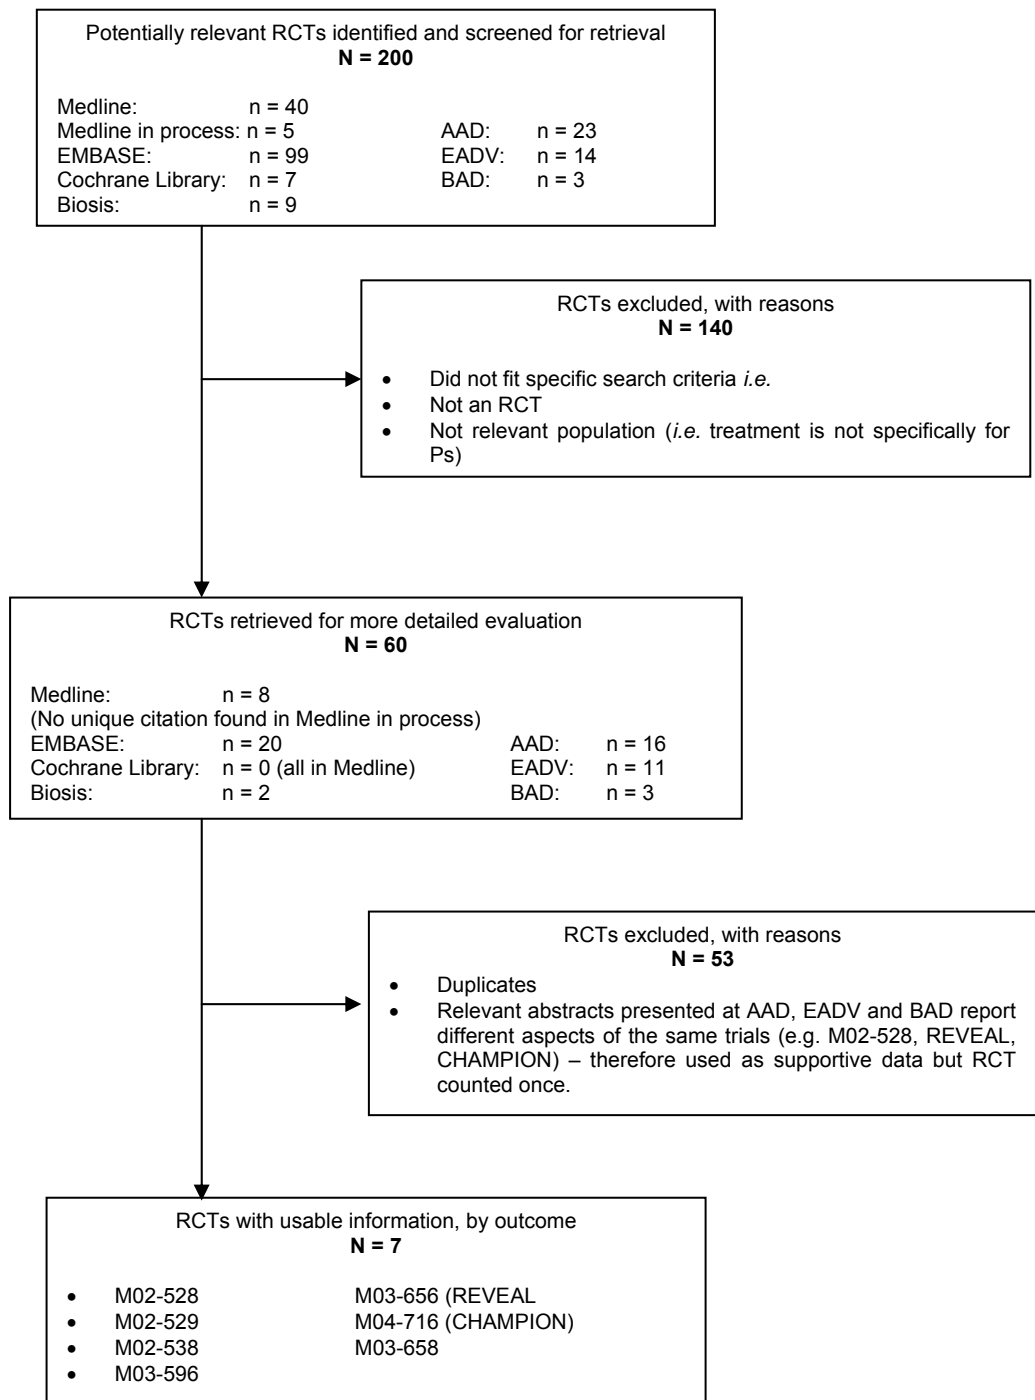 Potentially relevant RCTs identified and screened for retrieval
N = 200
Medline: n = 40
Medline in process: n = 5 AAD: n = 23
EMBASE: n = 99 EADV: n = 14
Cochrane Library: n = 7 BAD: n = 3
Biosis: n = 9
RCTs excluded, with reasons
N = 140
• Did not fit specific search criteria i.e.
• Not an RCT
• Not relevant population (i.e. treatment is not specifically for
Ps)
RCTs retrieved for more detailed evaluation
N = 60
Medline: n = 8
(No unique citation found in Medline in process)
EMBASE: n = 20 AAD: n = 16
Cochrane Library: n = 0 (all in Medline) EADV: n = 11
Biosis: n = 2 BAD: n = 3
RCTs excluded, with reasons
N = 53
• Duplicates
• Relevant abstracts presented at AAD, EADV and BAD report
different aspects of the same trials (e.g. M02-528, REVEAL,
CHAMPION) – therefore used as supportive data but RCT
counted once.
RCTs with usable information, by outcome
N = 7
• M02-528 M03-656 (REVEAL
• M02-529 M04-716 (CHAMPION)
• M02-538 M03-658
• M03-596